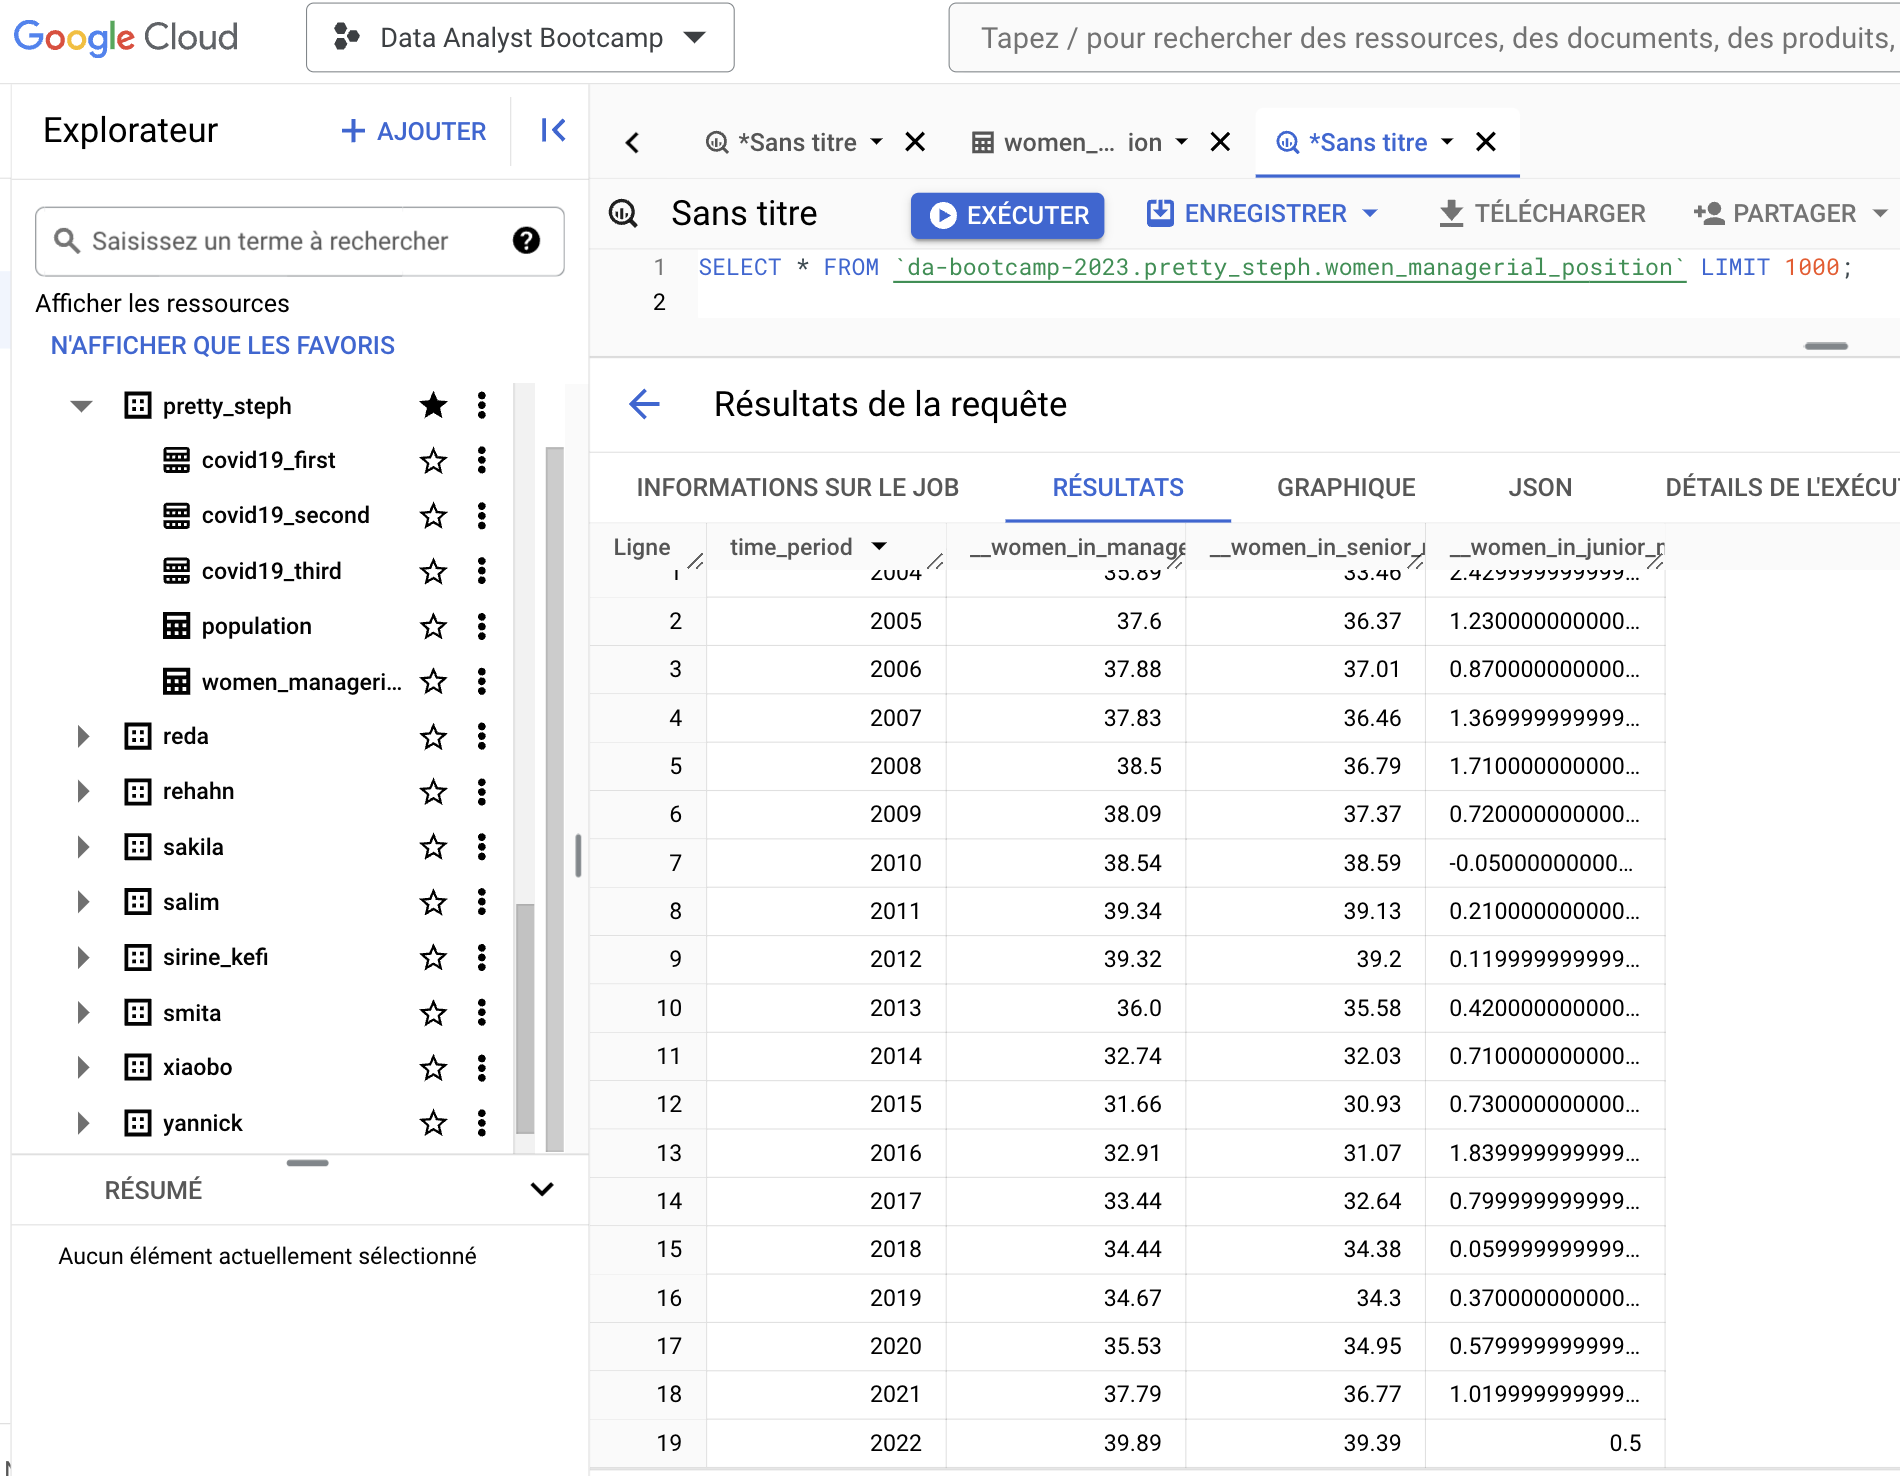 Google Cloud
Data Analyst Bootcamp
Tapez / pour rechercher des ressources, des documents, des produits,
Explorateur
AJOUTER
Saisissez un terme à rechercher
Afficher les ressources
N'AFFICHER QUE LES FAVORIS
pretty_steph
covid19_first
covid19_second
covid19_third
population
women_manageri...
reda
rehahn
sakila
salim
sirine_kefi
smita
xiaobo
yannick
RÉSUMÉ
Aucun élément actuellement sélectionné
*Sans titre
women_... ion
*Sans titre
Sans titre
EXÉCUTER
ENREGISTRER
TÉLÉCHARGER
PARTAGER
1 SELECT * FROM `da-bootcamp-2023.pretty_steph.women_managerial_position` LIMIT 1000;
2
Résultats de la requête
INFORMATIONS SUR LE JOB RÉSULTATS GRAPHIQUE JSON DÉTAILS DE L'EXÉCU
Ligne time_period __women_in_manage __women_in_senior_ __women_in_junior_
1 2004 35.89 33.46 2.429999999999...
2 2005 37.6 36.37 1.230000000000...
3 2006 37.88 37.01 0.870000000000...
4 2007 37.83 36.46 1.369999999999...
5 2008 38.5 36.79 1.710000000000...
6 2009 38.09 37.37 0.720000000000...
7 2010 38.54 38.59 -0.05000000000...
8 2011 39.34 39.13 0.210000000000...
9 2012 39.32 39.2 0.119999999999...
10 2013 36.0 35.58 0.420000000000...
11 2014 32.74 32.03 0.710000000000...
12 2015 31.66 30.93 0.730000000000...
13 2016 32.91 31.07 1.839999999999...
14 2017 33.44 32.64 0.799999999999...
15 2018 34.44 34.38 0.059999999999...
16 2019 34.67 34.3 0.370000000000...
17 2020 35.53 34.95 0.579999999999...
18 2021 37.79 36.77 1.019999999999...
19 2022 39.89 39.39 0.5